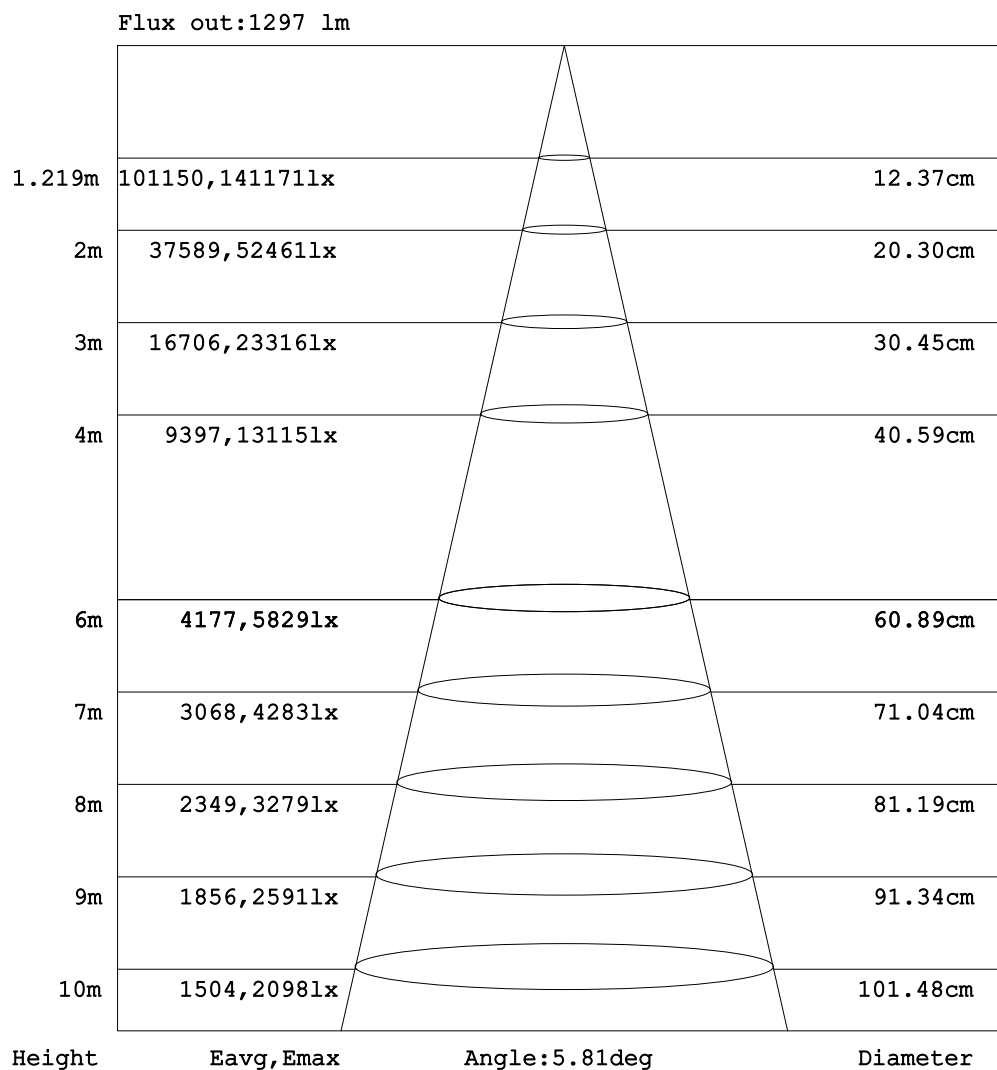 Flux out:1297 lm
1.219m 101150,141171lx 12.37cm
2m 37589,52461lx 20.30cm
3m 16706,23316lx 30.45cm
4m 9397,13115lx 40.59cm
6m 4177,5829lx 60.89cm
7m 3068,4283lx 71.04cm
8m 2349,3279lx 81.19cm
9m 1856,2591lx 91.34cm
10m 1504,2098lx 101.48cm
Height Eavg,Emax Angle:5.81deg Diameter